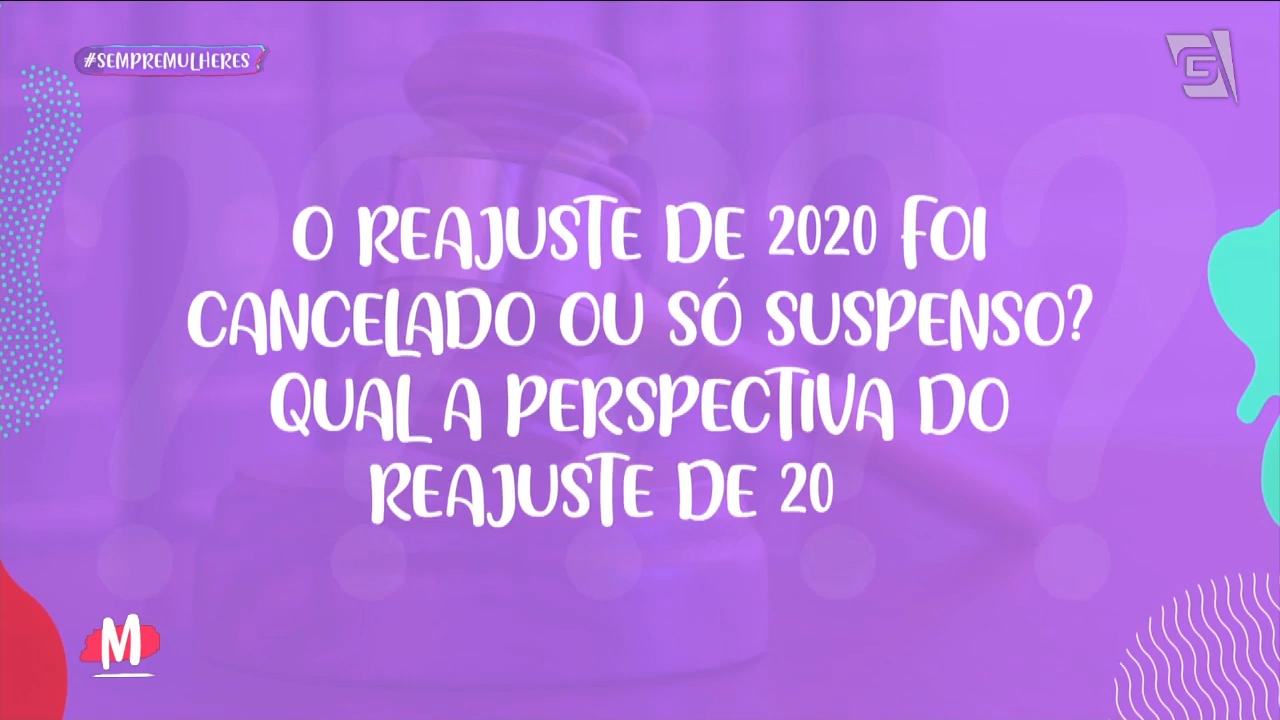 #SEMPREMULHERES
G
O REAJUSTE DE 2020 FOI
CANCELADO OU SÓ SUSPENSO?
QUAL A PERSPECTIVA DO
REAJUSTE DE 20
M